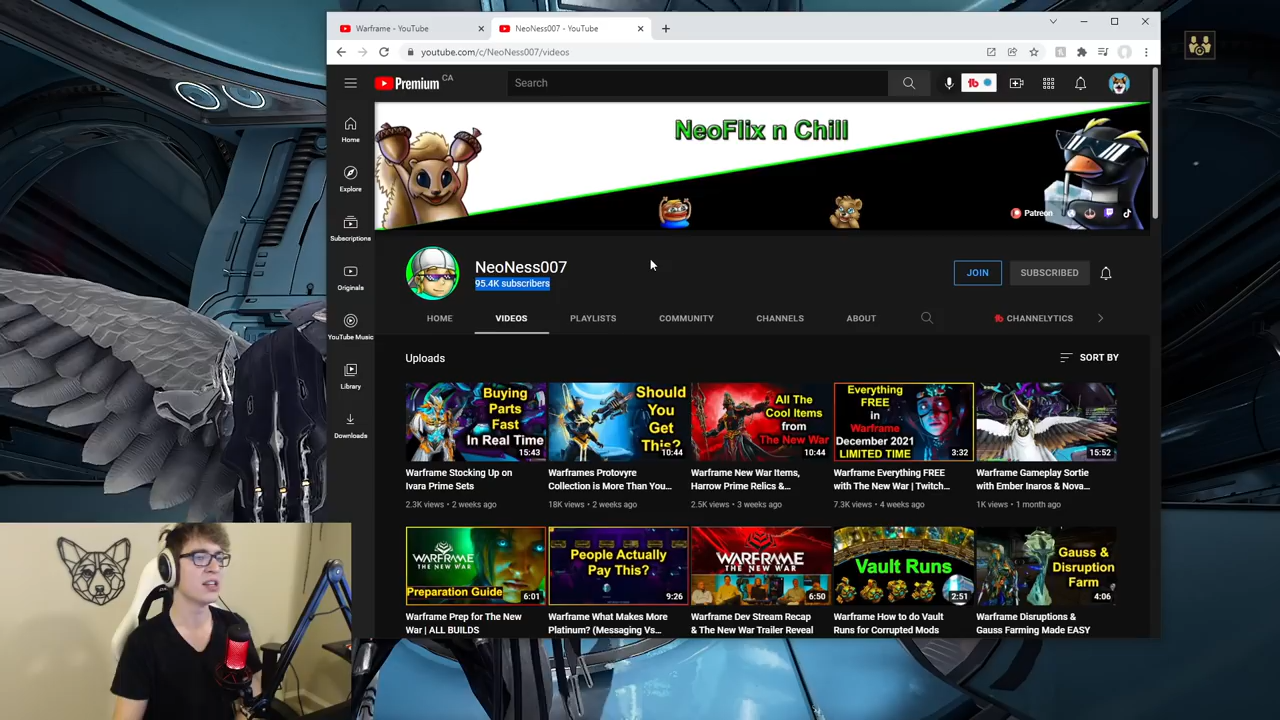 Warframe - YouTube
NeoNess007 - YouTube
youtube.com/c/NeoNess007/videos
Premium CA
Search
NeoFlix n Chill
Patreon
Home
Explore
Subscriptions
Originals
YouTube Music
Library
Downloads
NeoNess007
95.4K subscribers
JOIN
SUBSCRIBED
HOME VIDEOS PLAYLISTS COMMUNITY CHANNELS ABOUT CHANNELYTICS
Uploads
SORT BY
Buying
Parts
Fast
In Real Time
15:43
Warframe Stocking Up on
Ivara Prime Sets
2.3K views • 2 weeks ago
Should
You
Get
This?
10:44
Warframes Protovyre
Collection is More Than You...
18K views • 2 weeks ago
All The
Cool Items
from
The New War
10:44
Warframe New War Items,
Harrow Prime Relics &...
2.5K views • 3 weeks ago
Everything
FREE
in
Warframe
December 2021
LIMITED TIME
3:32
Warframe Everything FREE
with The New War | Twitch...
7.3K views • 4 weeks ago
15:52
Warframe Gameplay Sortie
with Ember Inaros & Nova...
1K views • 1 month ago
WARFRAME
THE NEW WAR
Preparation Guide
6:01
Warframe Prep for The New
War | ALL BUILDS
People Actually
Pay This?
9:26
Warframe What Makes More
Platinum? (Messaging Vs...
WARFRAME
THE NEW WAR
6:50
Warframe Dev Stream Recap
& The New War Trailer Reveal
Vault Runs
2:51
Warframe How to do Vault
Runs for Corrupted Mods
Gauss &
Disruption
Farm
4:06
Warframe Disruptions &
Gauss Farming Made EASY